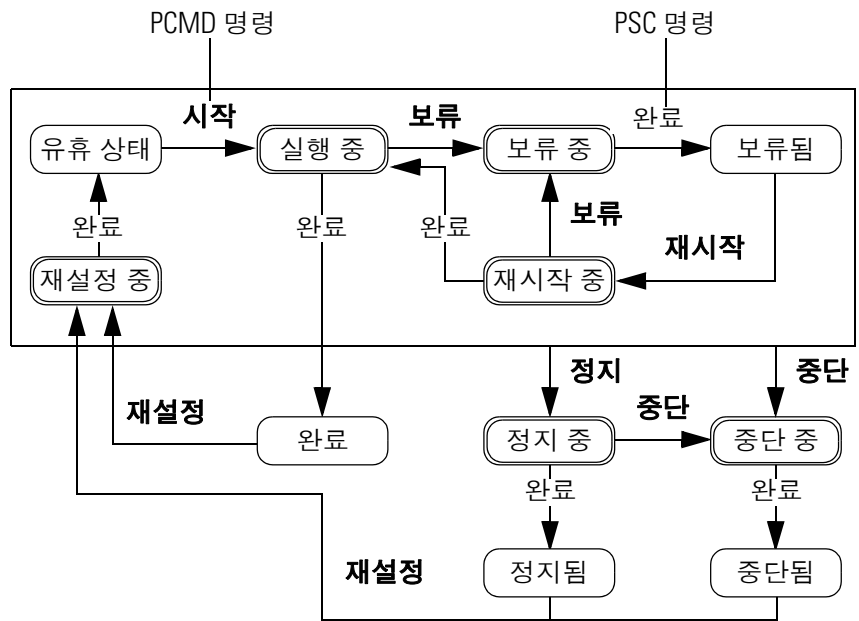 PCMD 명령
PSC 명령
시작
보류
완료
유휴 상태
실행 중
보류 중
보류됨
완료
완료
완료
보류
재시작
재설정 중
재시작 중
정지
중단
재설정
중단
완료
정지 중
중단 중
완료
완료
재설정
정지됨
중단됨